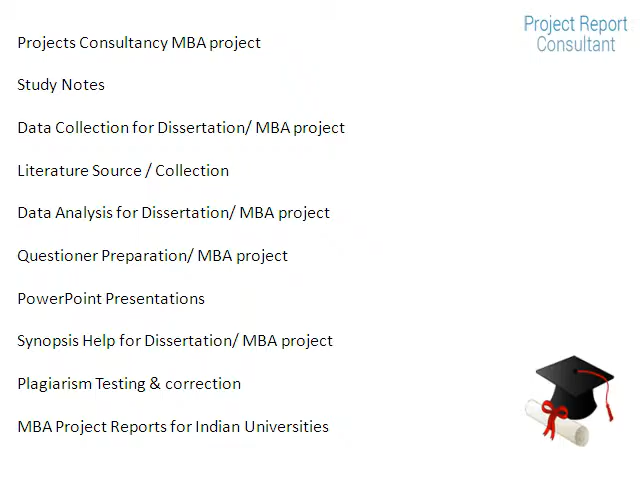 Project Report
Consultant
Projects Consultancy MBA project
Study Notes
Data Collection for Dissertation/ MBA project
Literature Source / Collection
Data Analysis for Dissertation/ MBA project
Questioner Preparation/ MBA project
PowerPoint Presentations
Synopsis Help for Dissertation/ MBA project
Plagiarism Testing & correction
MBA Project Reports for Indian Universities